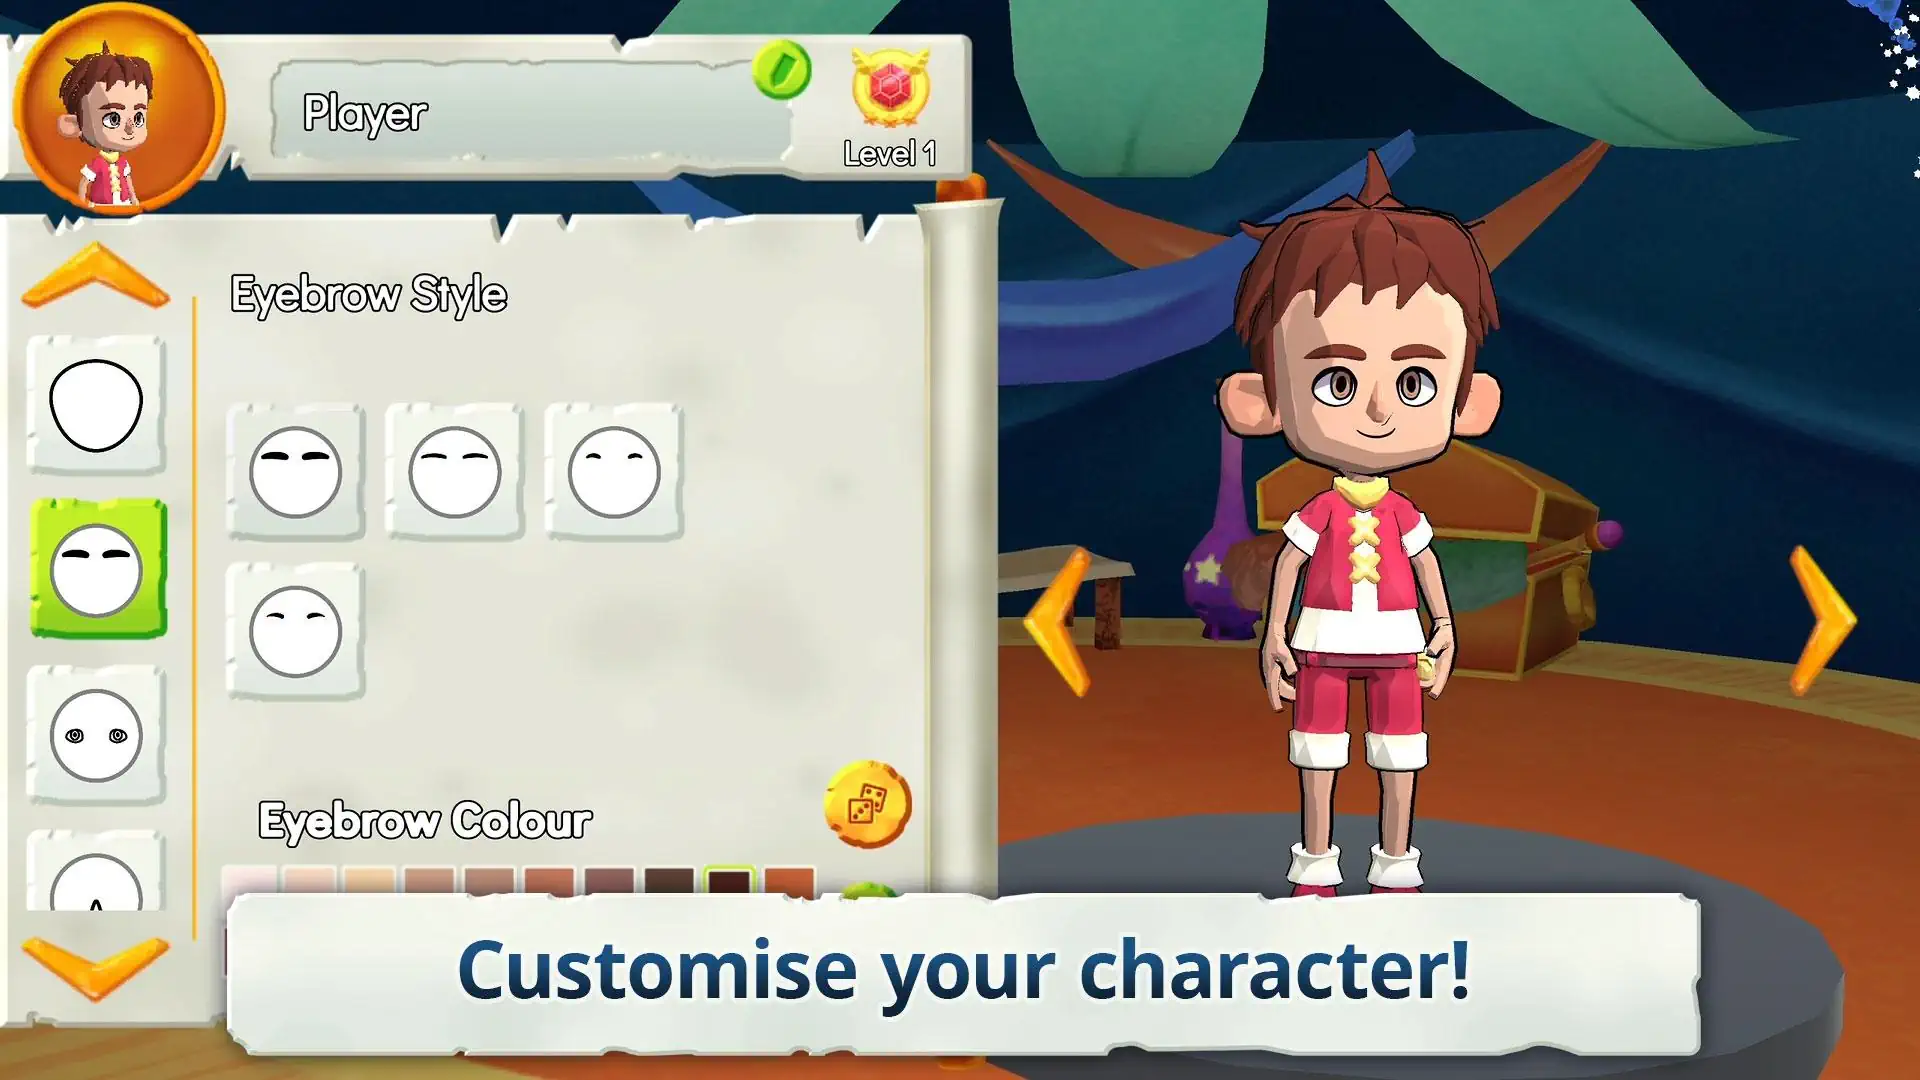 Player
Level 1
Eyebrow Style
Eyebrow Colour
Customise your character!